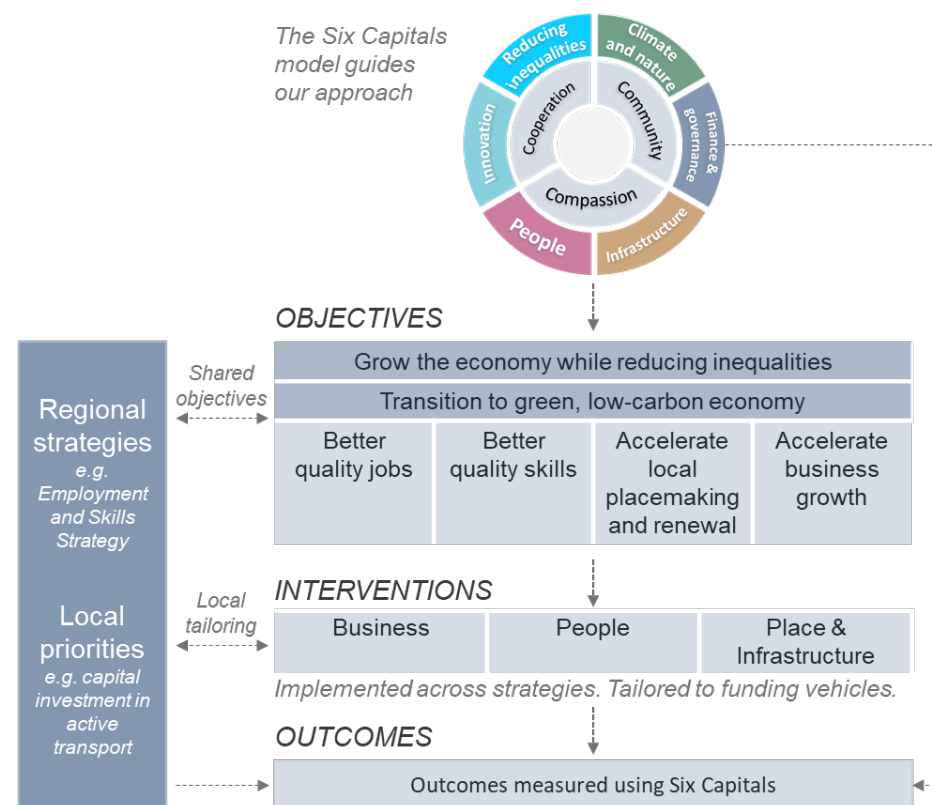 The Six Capitals
model guides
our approach
Reducing
inequalities
Climate
and nature
Finance &
governance
Infrastructure
People
Innovation
Cooperation
Community
Compassion
OBJECTIVES
Grow the economy while reducing inequalities
Transition to green, low-carbon economy
Better
quality jobs
Better
quality skills
Accelerate
local
placemaking
and renewal
Accelerate
business
growth
Shared
objectives
Regional
strategies
e.g.
Employment
and Skills
Strategy
Local
priorities
e.g. capital
investment in
active
transport
Local
tailoring
INTERVENTIONS
Business
People
Place &
Infrastructure
Implemented across strategies. Tailored to funding vehicles.
OUTCOMES
Outcomes measured using Six Capitals